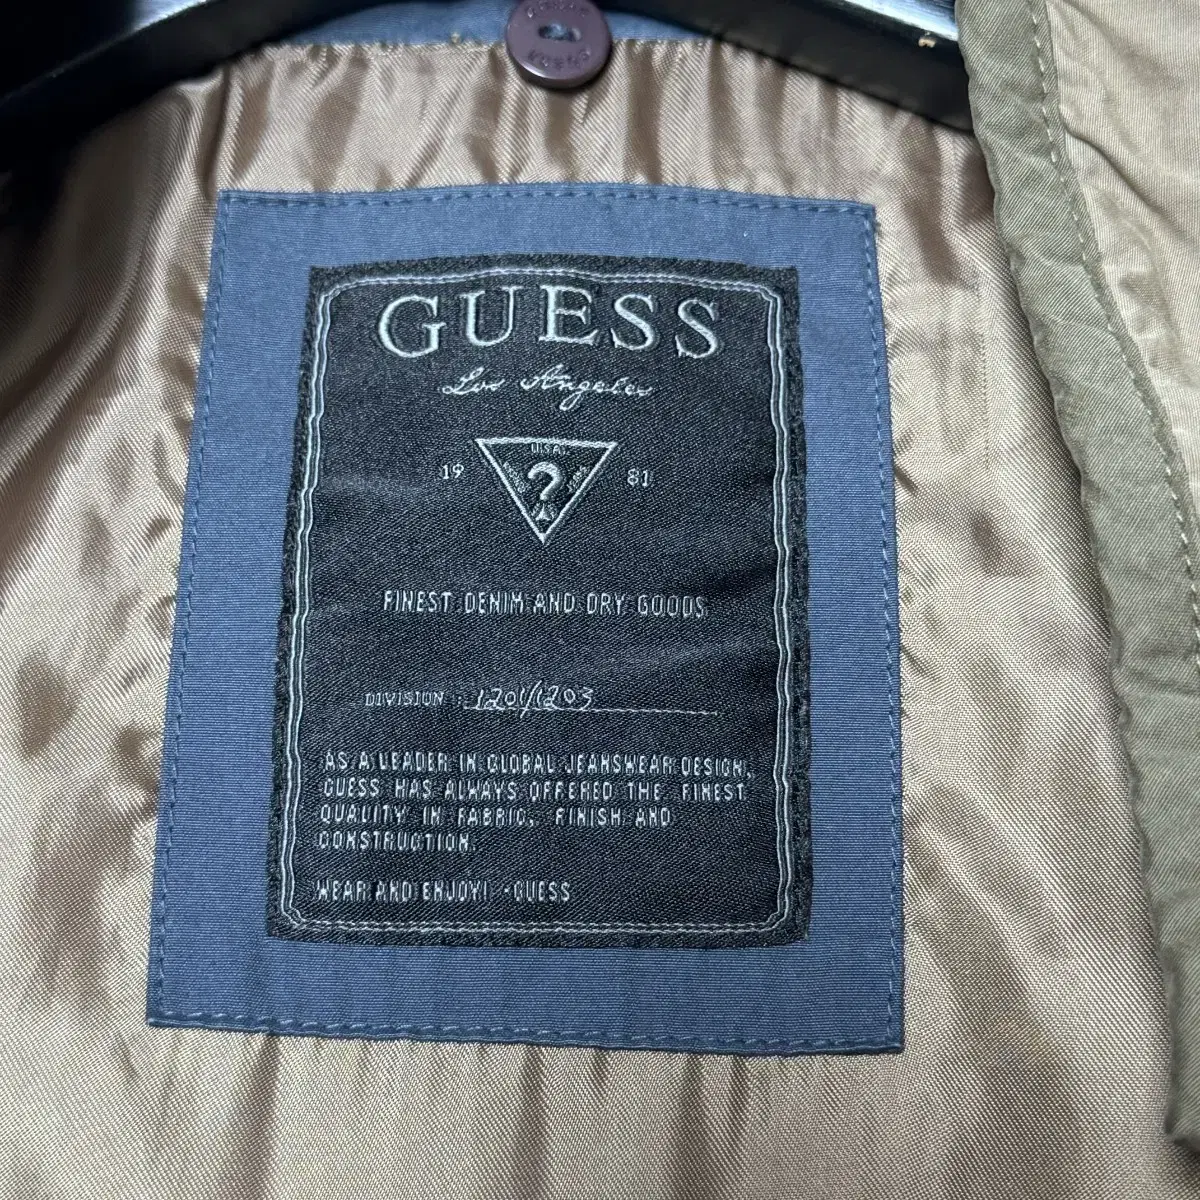 GUESS
Los Angeles
U.S.A.
19 ? 81
FINEST DENIM AND DRY GOODS
DIVISION : 1201/1203
AS A LEADER IN GLOBAL JEANSWEAR DESIGN,
GUESS HAS ALWAYS OFFERED THE FINEST
QUALITY IN FABRIC, FINISH AND
CONSTRUCTION.
WEAR AND ENJOY! -GUESS